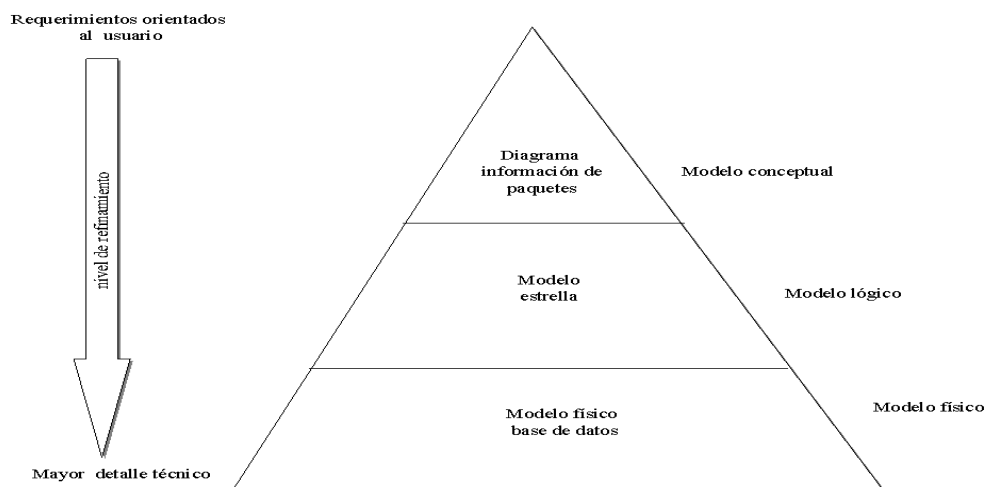 Requerimientos orientados
al usuario
nivel de refinamiento
Mayor detalle técnico
Diagrama
información de
paquetes
Modelo conceptual
Modelo
estrella
Modelo lógico
Modelo físico
base de datos
Modelo físico